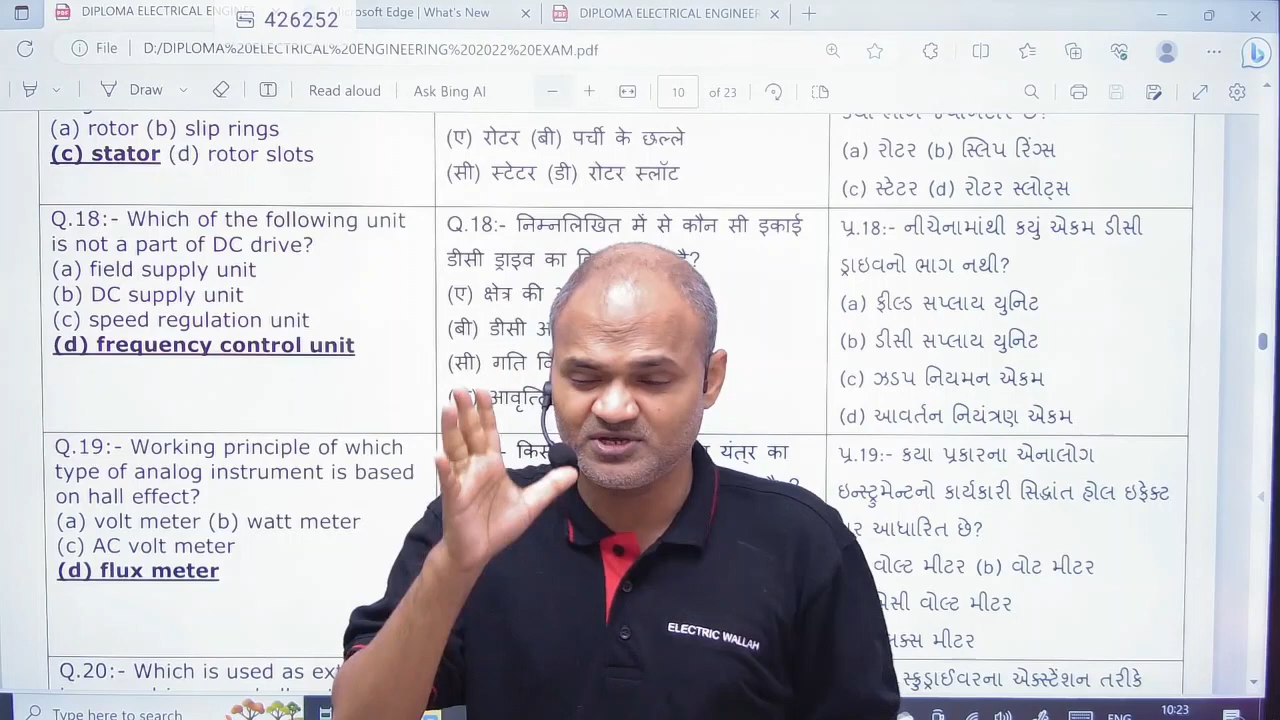 DIPLOMA ELECTRICAL ENG
426252
Microsoft Edge | What's New
DIPLOMA ELECTRICAL ENGINEER
File D:/DIPLOMA%20ELECTRICAL%20ENGINEERING%202022%20EXAM.pdf
Draw Read aloud Ask Bing AI 10 of 23
(a) rotor (b) slip rings
(c) stator (d) rotor slots
(ए) रोटर (बी) पर्ची के छल्ले
(सी) स्टेटर (डी) रोटर स्लॉट
(a) રોટર (b) સ્લિપ રિંગ્સ
(c) સ્ટેટર (d) રોટર સ્લોટ્સ
Q.18:- Which of the following unit
is not a part of DC drive?
(a) field supply unit
(b) DC supply unit
(c) speed regulation unit
(d) frequency control unit
Q.18:- निम्नलिखित में से कौन सी इकाई
डीसी ड्राइव का है?
(ए) क्षेत्र की
(बी) डीसी
(सी) गति
પ્ર.18:- નીચેનામાંથી કયું એકમ ડીસી
ડ્રાઇવનો ભાગ નથી?
(a) ફીલ્ડ સપ્લાય યુનિટ
(b) ડીસી સપ્લાય યુનિટ
(c) ઝડપ નિયમન એકમ
(d) આવર્તન નિયંત્રણ એકમ
Q.19:- Working principle of which
type of analog instrument is based
on hall effect?
(a) volt meter (b) watt meter
(c) AC volt meter
(d) flux meter
यंत्र का
પ્ર.19:- કયા પ્રકારના એનાલોગ
ઇન્સ્ટ્રુમેન્ટનો કાર્યકારી સિદ્ધાંત હોલ ઇફેક્ટ
આધારિત છે?
વોલ્ટ મીટર (b) વોટ મીટર
વોલ્ટ મીટર
મીટર
Q.20:- Which is used as
સ્ક્રુડ્રાઈવરના એક્સ્ટેંશન તરીકે
ELECTRIC WALLAH
Type here to search
ENG
10:23